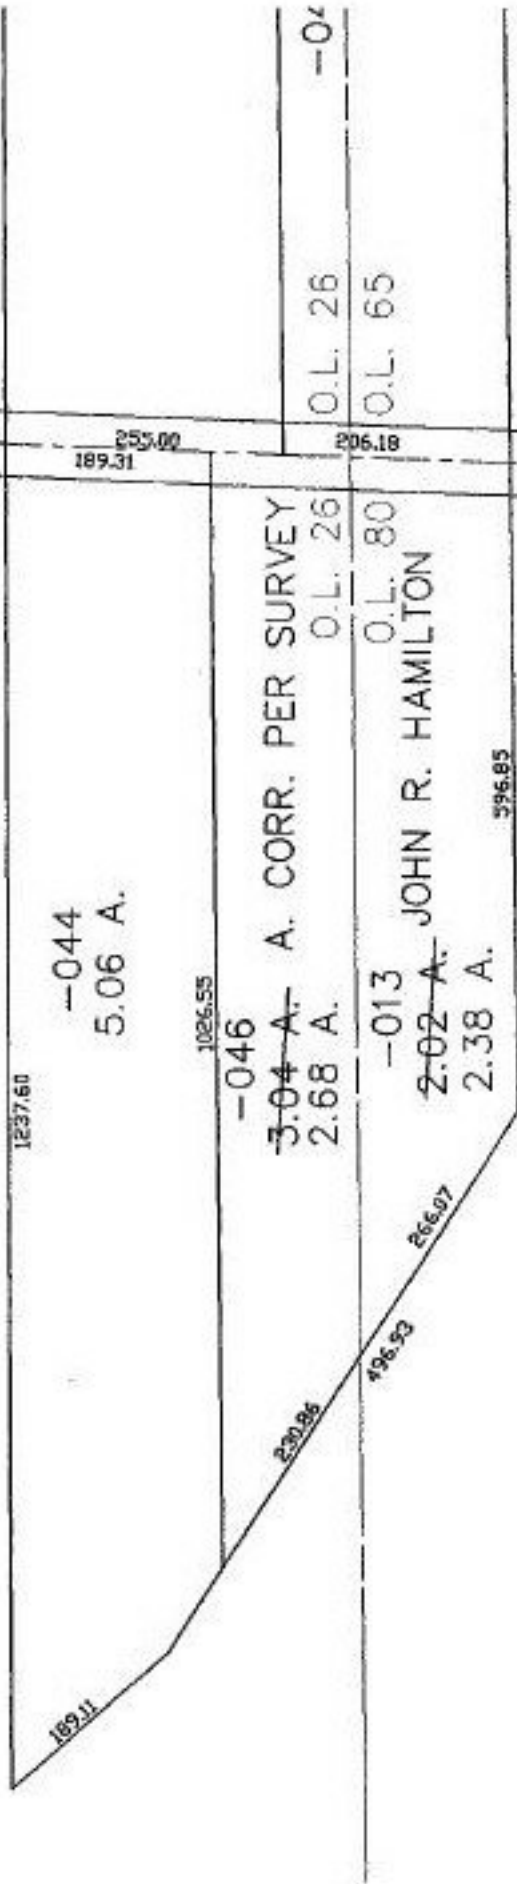 -04
O.L. 26
O.L. 65
255.00
189.31
206.18
1237.60
-044
5.06 A.
1026.55
-046
3.04 A. A. CORR. PER SURVEY
2.68 A.
O.L. 26
O.L. 80
-013
2.02 A. JOHN R. HAMILTON
2.38 A.
596.85
189.11
230.86
266.07
496.93